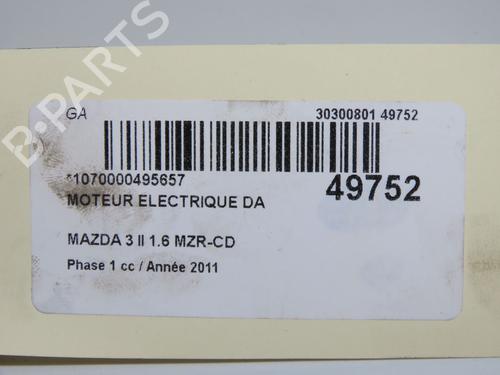 B-PARTS
GA
30300801 49752
*1070000495657
49752
MOTEUR ELECTRIQUE DA
MAZDA 3 II 1.6 MZR-CD
Phase 1 cc / Année 2011